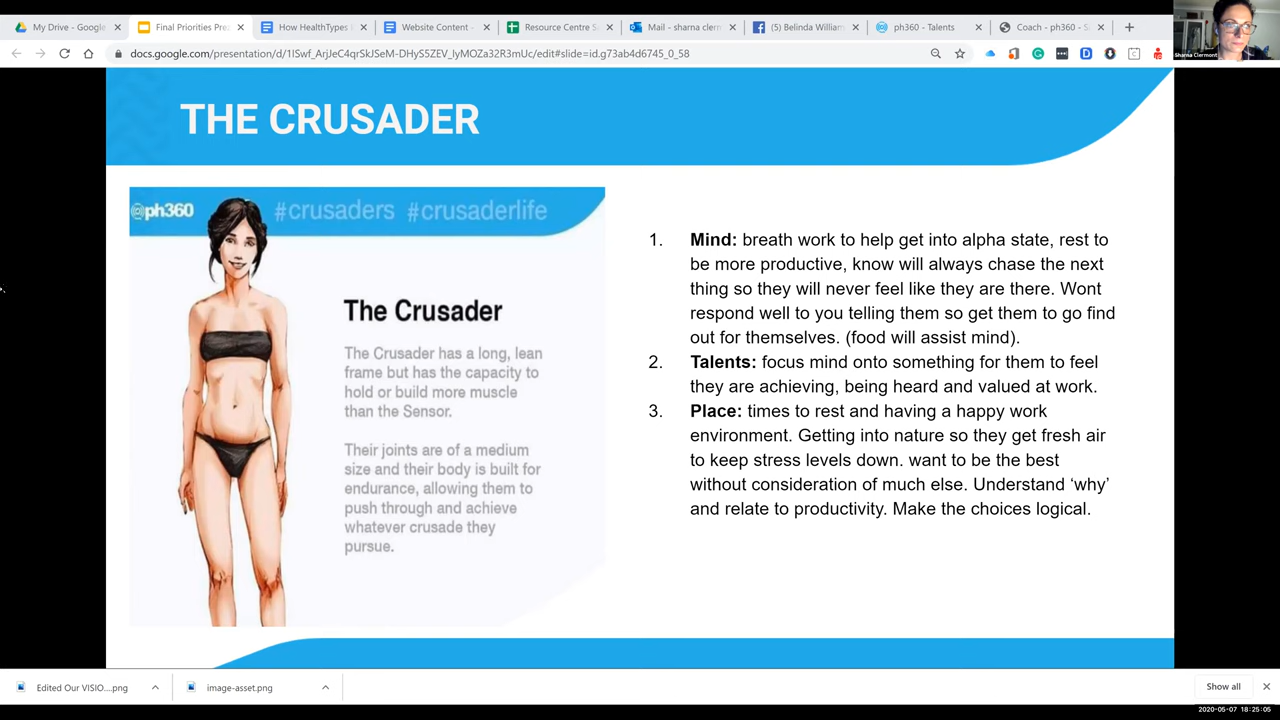 My Drive - Google
Final Priorities Pre
How HealthTypes
Website Content -
Resource Centre S
Mail - sharna clerm
(5) Belinda William
ph360 - Talents
Coach - ph360 - S
docs.google.com/presentation/d/1ISwf_ArjJeC4qrSkJSeM-DHyS5ZEV_lyMOZa32R3mUc/edit#slide=id.g73ab4d6745_0_58
Sharna Clermont
THE CRUSADER
ph360 #crusaders #crusaderlife
The Crusader
The Crusader has a long, lean
frame but has the capacity to
hold or build more muscle
than the Sensor.
Their joints are of a medium
size and their body is built for
endurance, allowing them to
push through and achieve
whatever crusade they
pursue.
1. Mind: breath work to help get into alpha state, rest to
be more productive, know will always chase the next
thing so they will never feel like they are there. Wont
respond well to you telling them so get them to go find
out for themselves. (food will assist mind).
2. Talents: focus mind onto something for them to feel
they are achieving, being heard and valued at work.
3. Place: times to rest and having a happy work
environment. Getting into nature so they get fresh air
to keep stress levels down. want to be the best
without consideration of much else. Understand ‘why’
and relate to productivity. Make the choices logical.
Edited Our VISIO....png
image-asset.png
Show all
2020-05-07 18:25:05